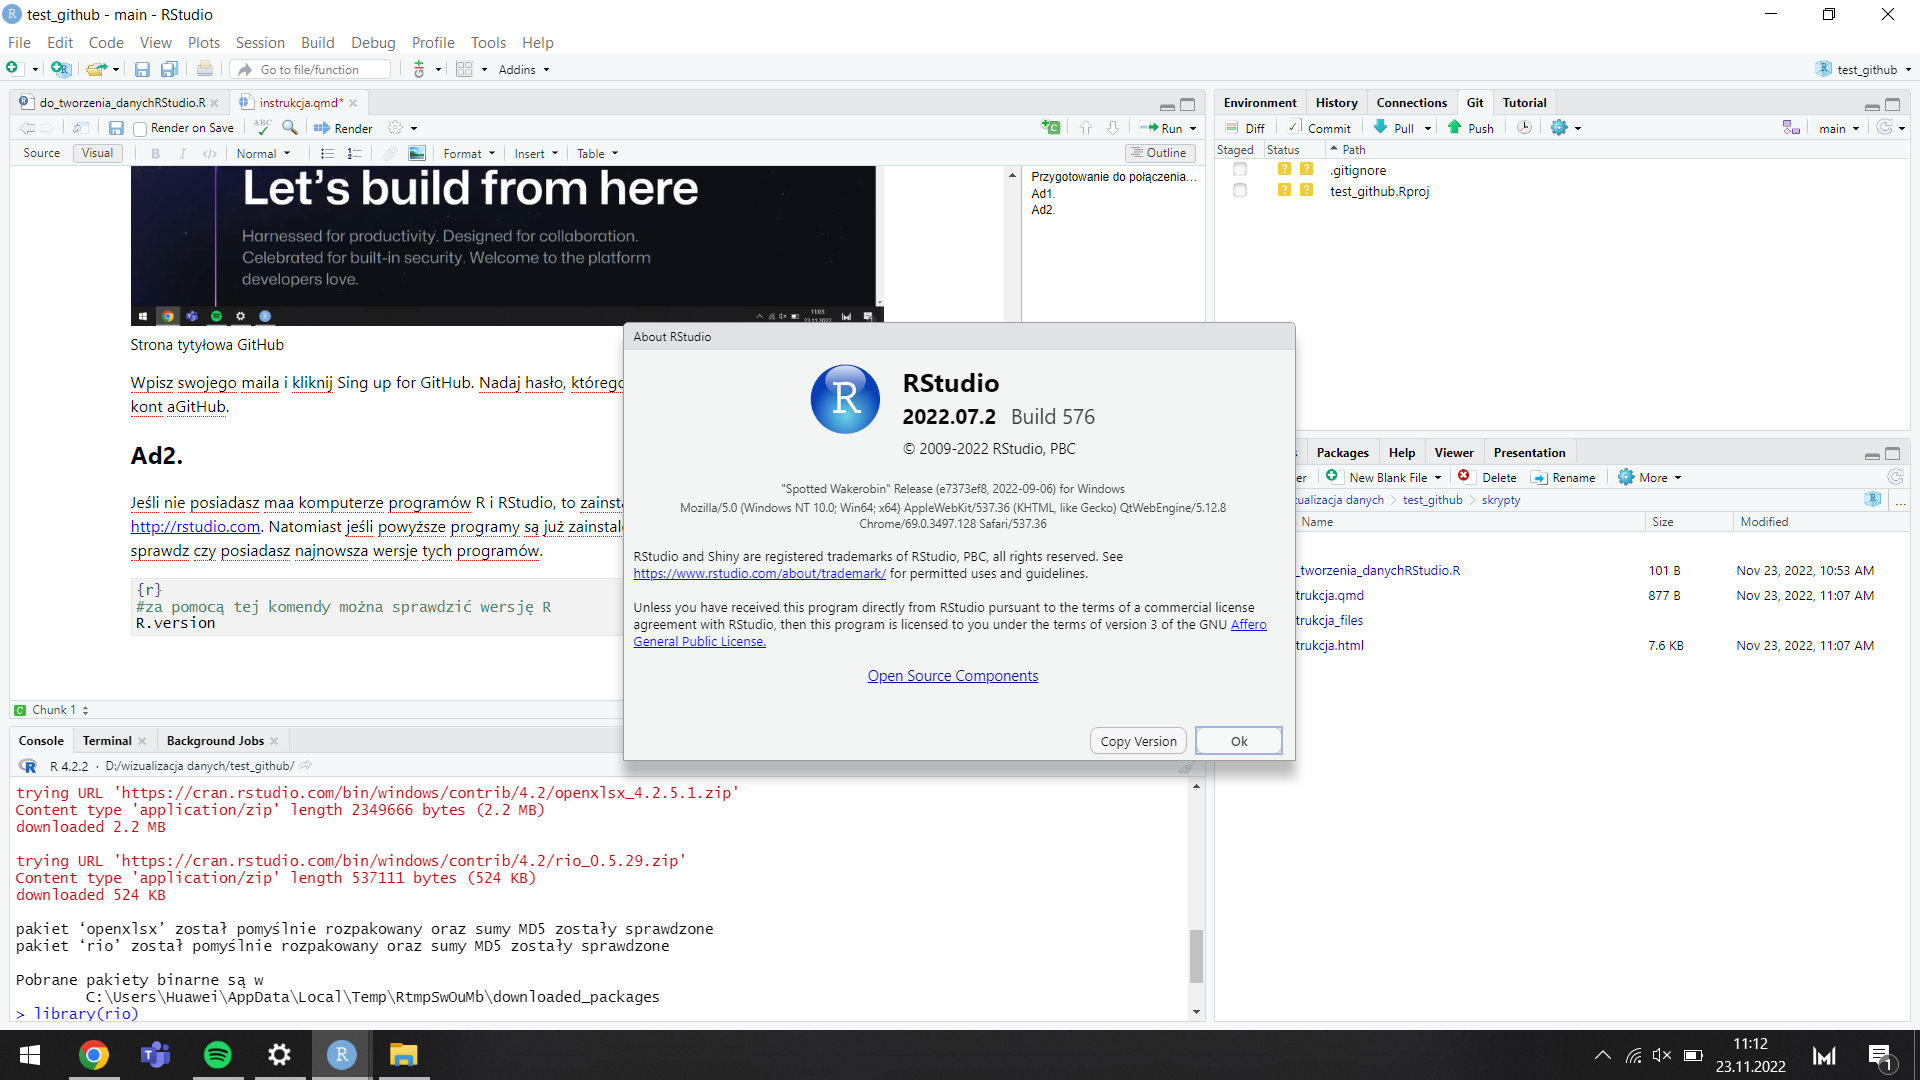 test_github - main - RStudio
File Edit Code View Plots Session Build Debug Profile Tools Help
Go to file/function
Addins
test_github
do_tworzenia_danychRStudio.R
instrukcja.qmd*
Render on Save
ABC
Render
Run
Source Visual
B I </>
Normal
Format
Insert
Table
Outline
Let's build from here
Harnessed for productivity. Designed for collaboration.
Celebrated for built-in security. Welcome to the platform
developers love.
11:03
23.11.2022
Strona tytyłowa GitHub
Wpisz swojego maila i kliknij Sing up for GitHub. Nadaj hasło, którego
kont aGitHub.
Ad2.
Jeśli nie posiadasz maa komputerze programów R i RStudio, to zainsta
http://rstudio.com. Natomiast jeśli powyższe programy są już zainstalo
sprawdz czy posiadasz najnowsza wersje tych programów.
{r}
#za pomocą tej komendy można sprawdzić wersję R
R.version
Chunk 1
Przygotowanie do połączenia...
Ad1.
Ad2.
Console Terminal Background Jobs
R 4.2.2 · D:/wizualizacja danych/test_github/
trying URL 'https://cran.rstudio.com/bin/windows/contrib/4.2/openxlsx_4.2.5.1.zip'
Content type 'application/zip' length 2349666 bytes (2.2 MB)
downloaded 2.2 MB
trying URL 'https://cran.rstudio.com/bin/windows/contrib/4.2/rio_0.5.29.zip'
Content type 'application/zip' length 537111 bytes (524 KB)
downloaded 524 KB
pakiet ‘openxlsx’ został pomyślnie rozpakowany oraz sumy MD5 zostały sprawdzone
pakiet ‘rio’ został pomyślnie rozpakowany oraz sumy MD5 zostały sprawdzone
Pobrane pakiety binarne są w
C:\Users\Huawei\AppData\Local\Temp\RtmpSwOuMb\downloaded_packages
> library(rio)
Environment History Connections Git Tutorial
Diff Commit Pull Push
main
Staged Status Path
? ? .gitignore
? ? test_github.Rproj
Packages Help Viewer Presentation
New Blank File Delete Rename More
test_github skrypty
Name Size Modified
_tworzenia_danychRStudio.R 101 B Nov 23, 2022, 10:53 AM
trukcja.qmd 877 B Nov 23, 2022, 11:07 AM
trukcja_files
trukcja.html 7.6 KB Nov 23, 2022, 11:07 AM
About RStudio
R
RStudio
2022.07.2 Build 576
© 2009-2022 RStudio, PBC
"Spotted Wakerobin" Release (e7373ef8, 2022-09-06) for Windows
Mozilla/5.0 (Windows NT 10.0; Win64; x64) AppleWebKit/537.36 (KHTML, like Gecko) QtWebEngine/5.12.8
Chrome/69.0.3497.128 Safari/537.36
RStudio and Shiny are registered trademarks of RStudio, PBC, all rights reserved. See
https://www.rstudio.com/about/trademark/ for permitted uses and guidelines.
Unless you have received this program directly from RStudio pursuant to the terms of a commercial license
agreement with RStudio, then this program is licensed to you under the terms of version 3 of the GNU Affero
General Public License.
Open Source Components
Copy Version Ok
11:12
23.11.2022
1